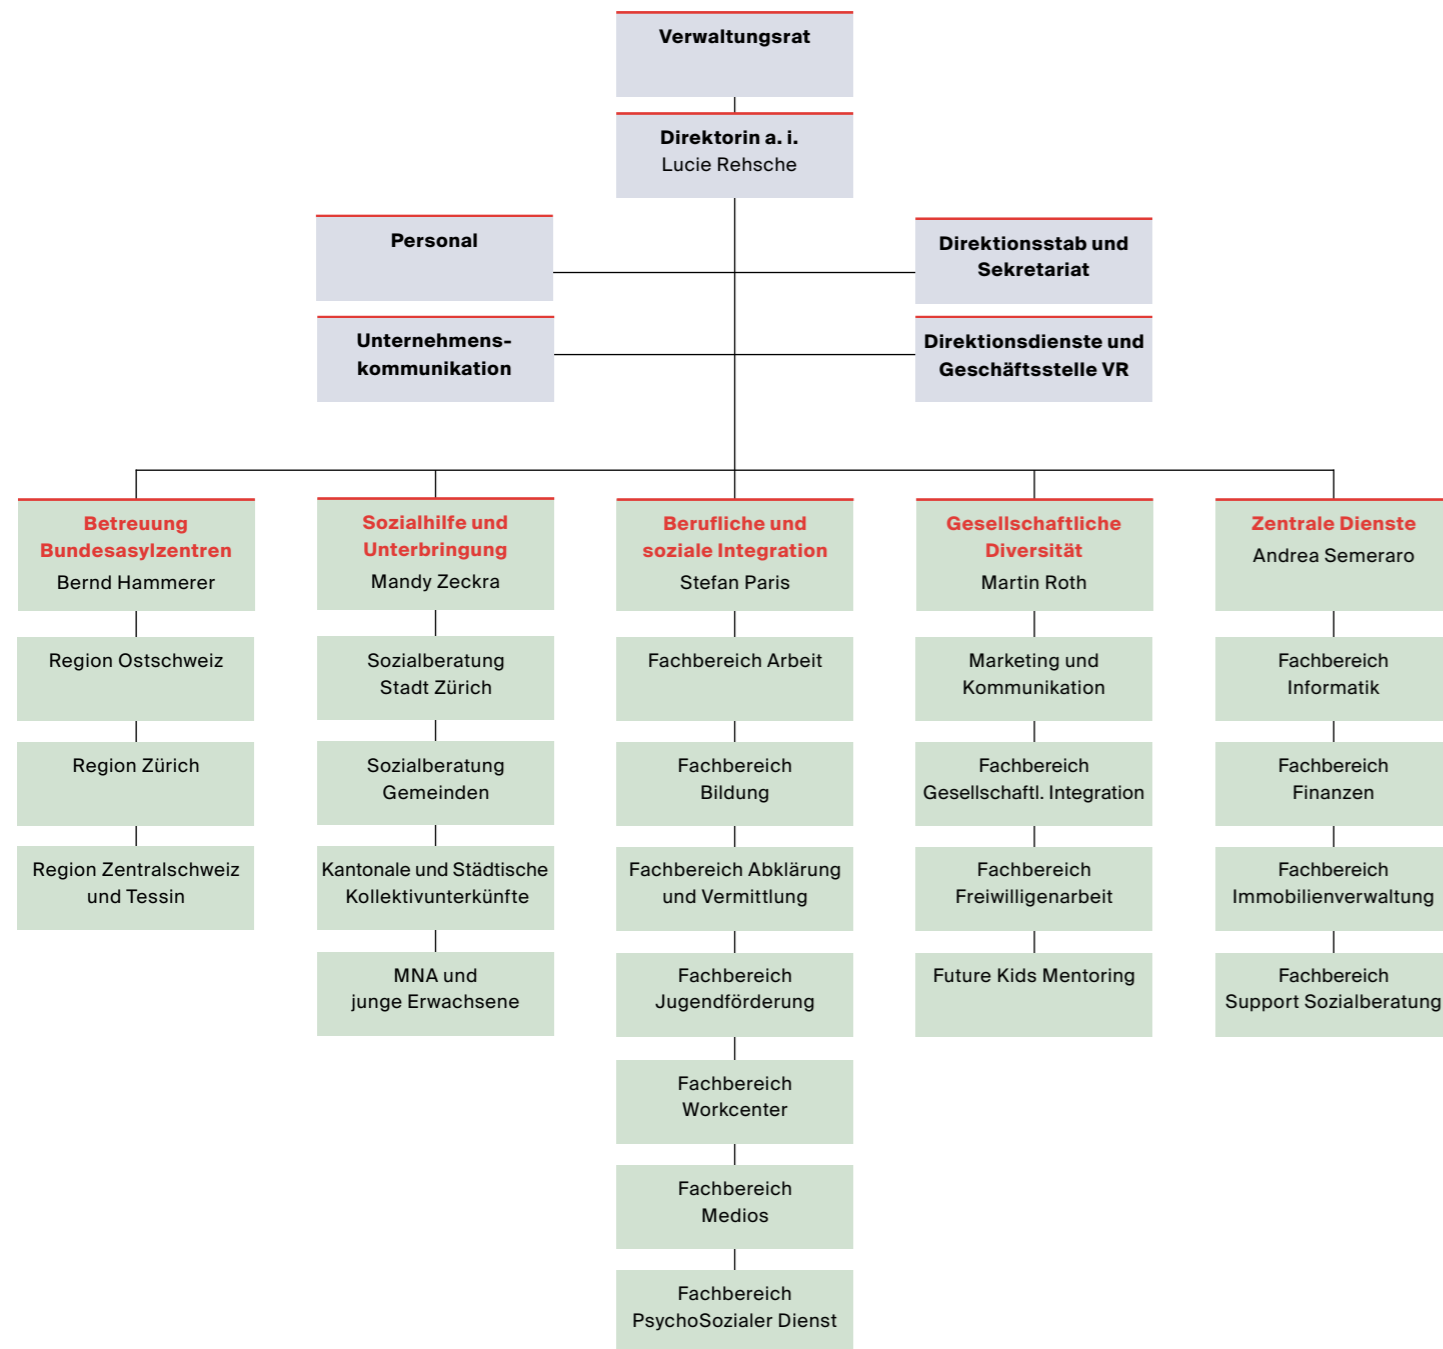 Verwaltungsrat
Direktorin a. i.
Lucie Rehsche
Personal
Direktionsstab und
Sekretariat
Unternehmens-
kommunikation
Direktionsdienste und
Geschäftsstelle VR
Betreuung
Bundesasylzentren
Bernd Hammerer
Region Ostschweiz
Region Zürich
Region Zentralschweiz
und Tessin
Sozialhilfe und
Unterbringung
Mandy Zeckra
Sozialberatung
Stadt Zürich
Sozialberatung
Gemeinden
Kantonale und Städtische
Kollektivunterkünfte
MNA und
junge Erwachsene
Berufliche und
soziale Integration
Stefan Paris
Fachbereich Arbeit
Fachbereich
Bildung
Fachbereich Abklärung
und Vermittlung
Fachbereich
Jugendförderung
Fachbereich
Workcenter
Fachbereich
Medios
Fachbereich
PsychoSozialer Dienst
Gesellschaftliche
Diversität
Martin Roth
Marketing und
Kommunikation
Fachbereich
Gesellschaftl. Integration
Fachbereich
Freiwilligenarbeit
Future Kids Mentoring
Zentrale Dienste
Andrea Semeraro
Fachbereich
Informatik
Fachbereich
Finanzen
Fachbereich
Immobilienverwaltung
Fachbereich
Support Sozialberatung